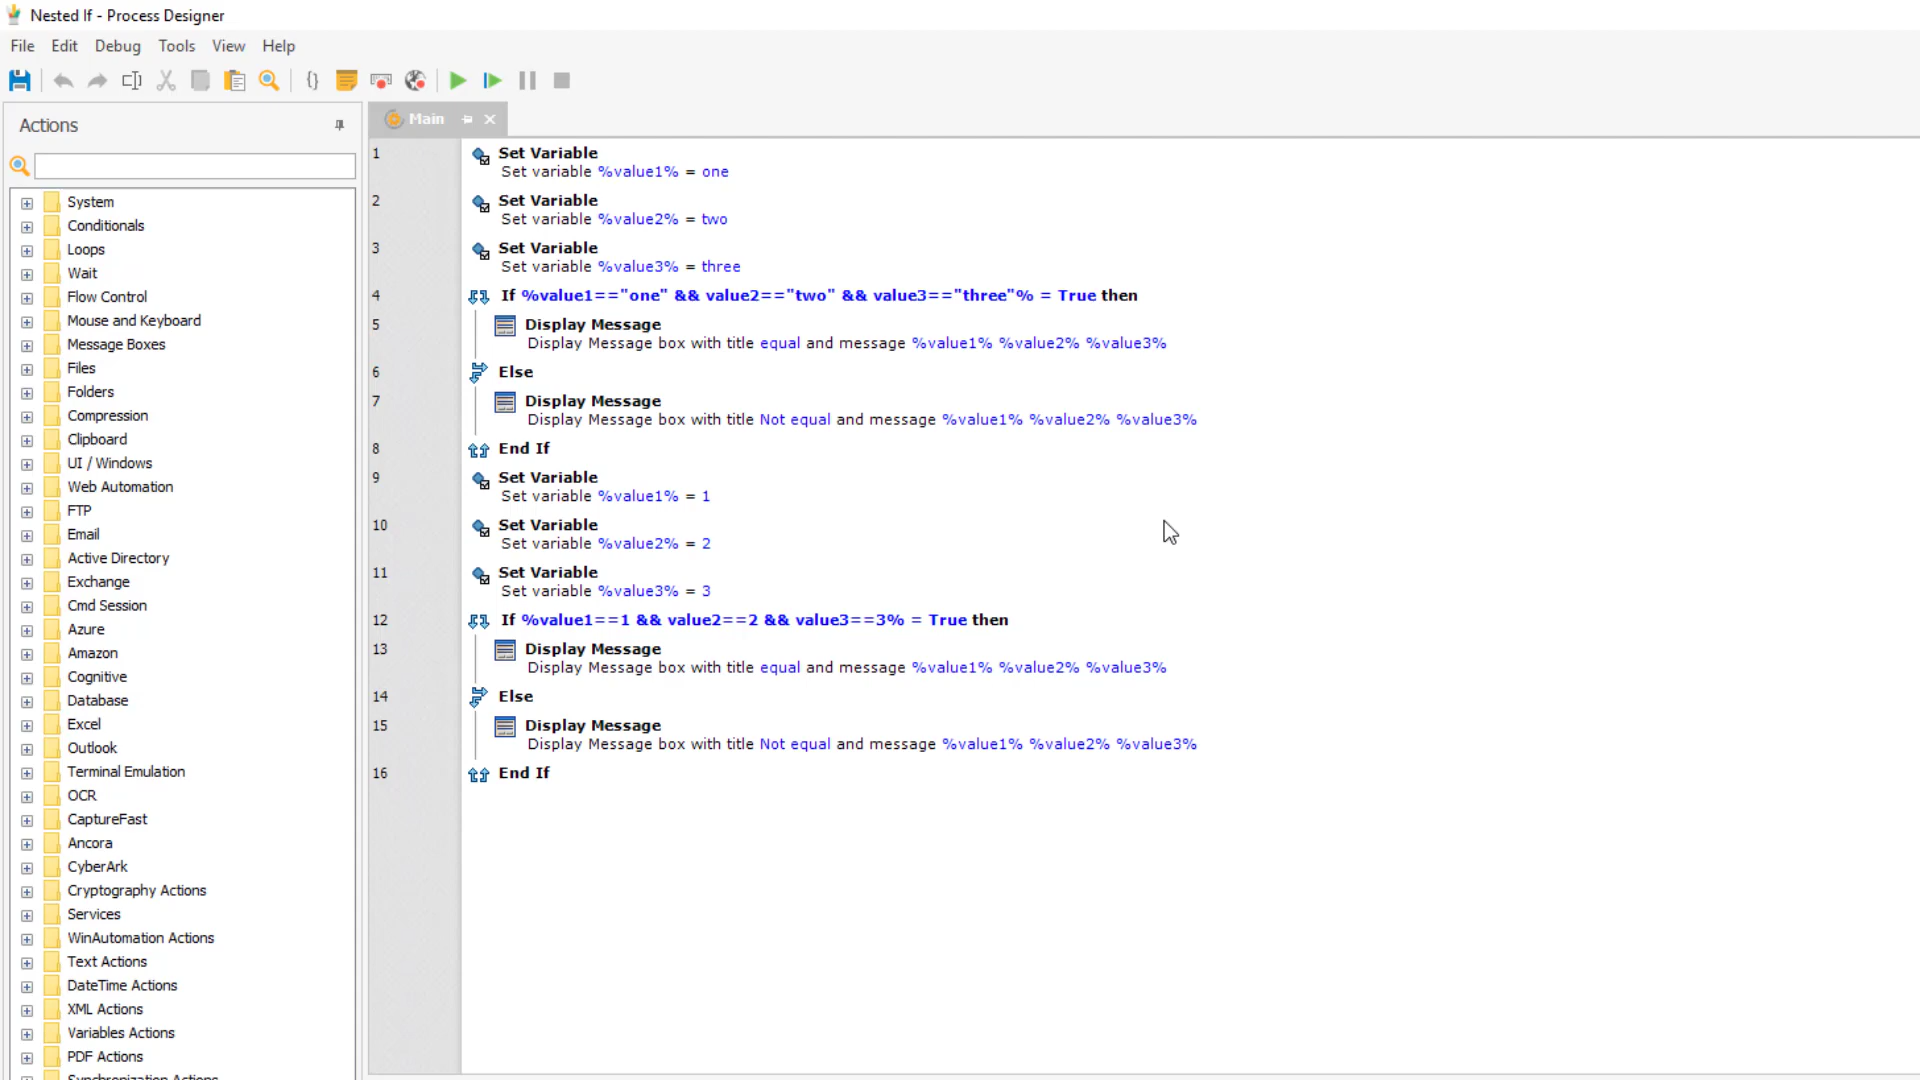 Nested If - Process Designer
File Edit Debug Tools View Help
Actions
Main
System
Conditionals
Loops
Wait
Flow Control
Mouse and Keyboard
Message Boxes
Files
Folders
Compression
Clipboard
UI / Windows
Web Automation
FTP
Email
Active Directory
Exchange
Cmd Session
Azure
Amazon
Cognitive
Database
Excel
Outlook
Terminal Emulation
OCR
CaptureFast
Ancora
CyberArk
Cryptography Actions
Services
WinAutomation Actions
Text Actions
DateTime Actions
XML Actions
Variables Actions
PDF Actions
Synchronization Actions
1 Set Variable
Set variable %value1% = one
2 Set Variable
Set variable %value2% = two
3 Set Variable
Set variable %value3% = three
4 If %value1=="one" && value2=="two" && value3=="three"% = True then
5 Display Message
Display Message box with title equal and message %value1% %value2% %value3%
6 Else
7 Display Message
Display Message box with title Not equal and message %value1% %value2% %value3%
8 End If
9 Set Variable
Set variable %value1% = 1
10 Set Variable
Set variable %value2% = 2
11 Set Variable
Set variable %value3% = 3
12 If %value1==1 && value2==2 && value3==3% = True then
13 Display Message
Display Message box with title equal and message %value1% %value2% %value3%
14 Else
15 Display Message
Display Message box with title Not equal and message %value1% %value2% %value3%
16 End If